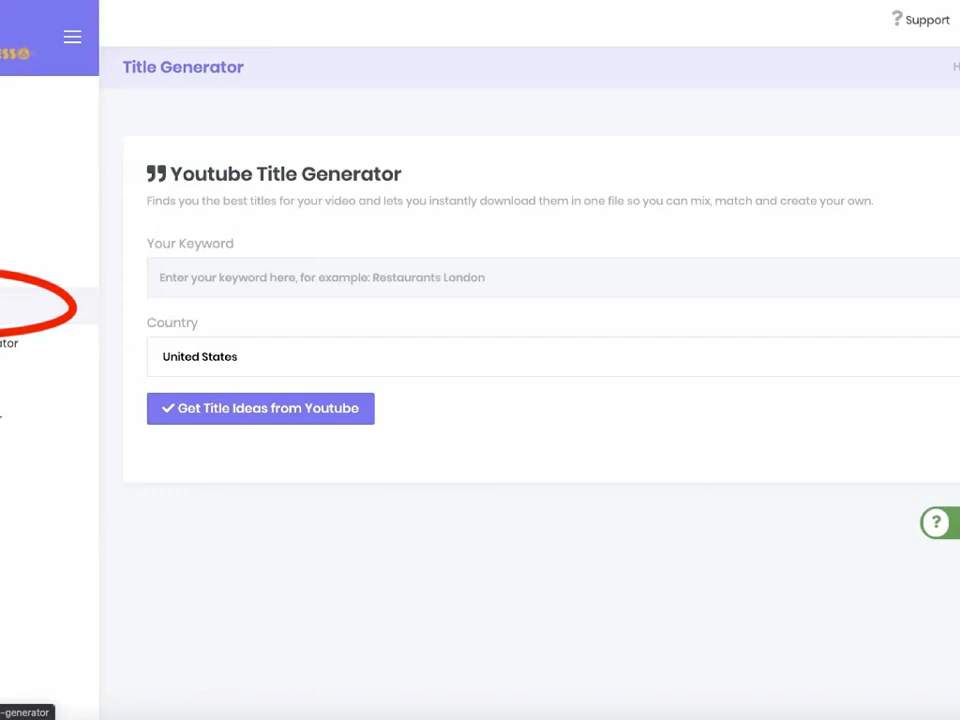 Support
Title Generator
Youtube Title Generator
Finds you the best titles for your video and lets you instantly download them in one file so you can mix, match and create your own.
Your Keyword
Enter your keyword here, for example: Restaurants London
Country
ator
United States
Get Title Ideas from Youtube
?
-generator